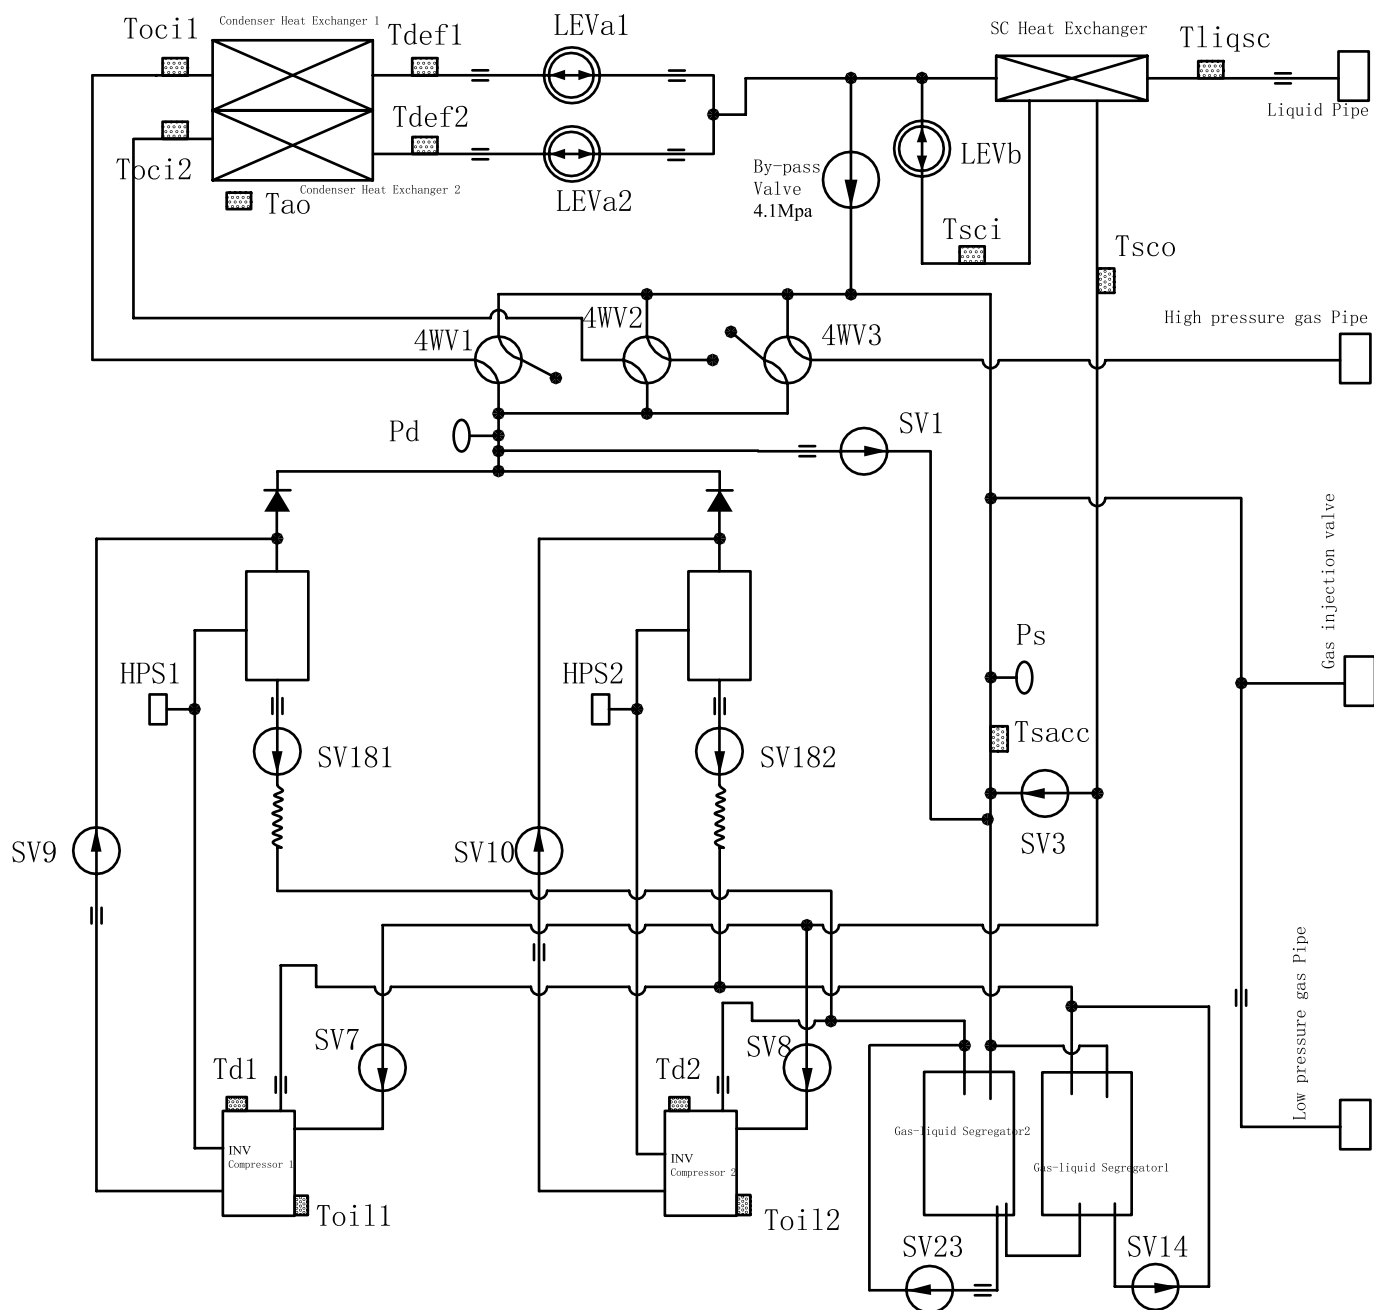 Toci1
Condenser Heat Exchanger 1
Tdef1
LEVa1
SC Heat Exchanger
Tliqsc
Liquid Pipe
Toci2
Tdef2
LEVa2
Condenser Heat Exchanger 2
Tao
By-pass
Valve
4.1Mpa
LEVb
Tsci
Tsco
4WV1
4WV2
4WV3
High pressure gas Pipe
Pd
SV1
Gas injection valve
HPS1
HPS2
Ps
SV181
SV182
Tsacc
SV9
SV10
SV3
Low pressure gas Pipe
SV7
SV8
Td1
Td2
INV
Compressor 1
INV
Compressor 2
Gas-liquid Segregator2
Gas-liquid Segregator1
Toil1
Toil2
SV23
SV14